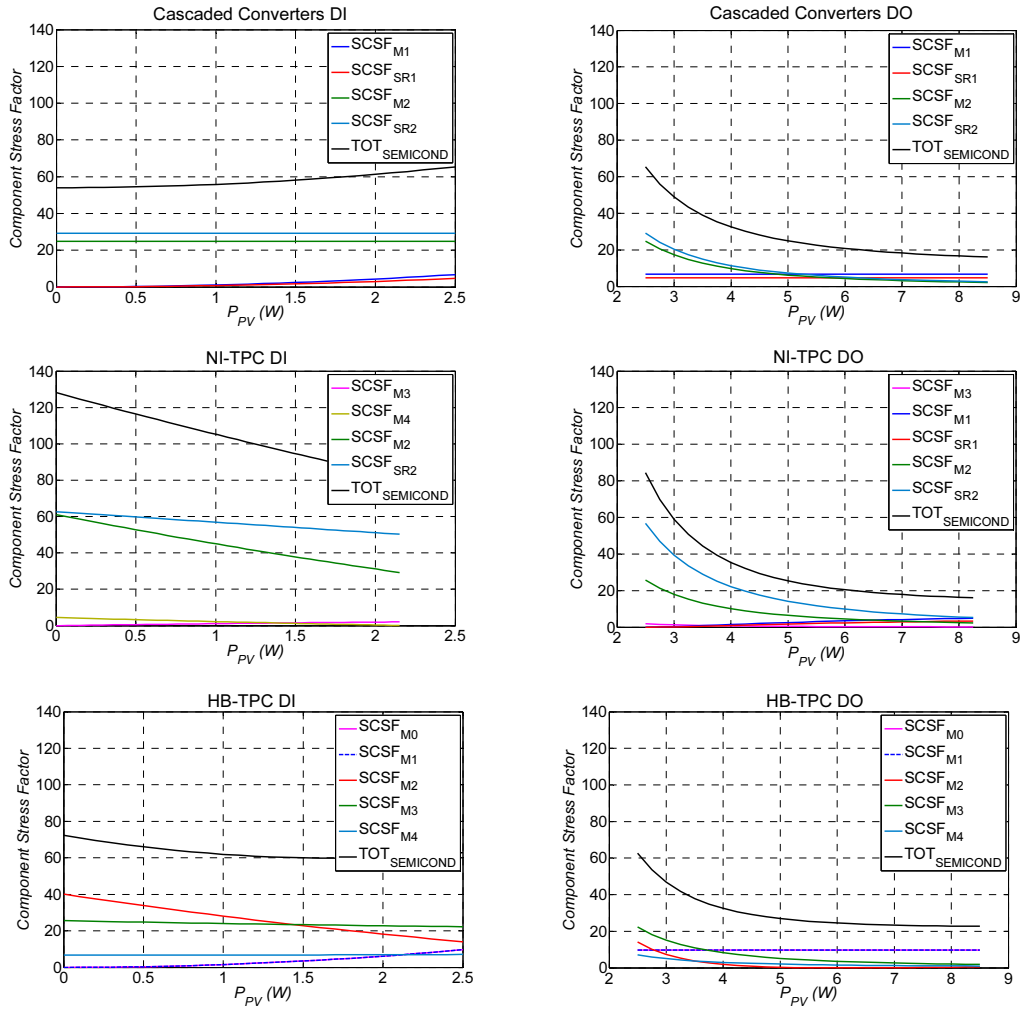 Cascaded Converters DI
Component Stress Factor
140
120
100
80
60
40
20
0
SCSF_M1
SCSF_SR1
SCSF_M2
SCSF_SR2
TOT_SEMICOND
0 0.5 1 1.5 2 2.5
P_PV (W)
Cascaded Converters DO
Component Stress Factor
140
120
100
80
60
40
20
0
SCSF_M1
SCSF_SR1
SCSF_M2
SCSF_SR2
TOT_SEMICOND
2 3 4 5 6 7 8 9
P_PV (W)
NI-TPC DI
Component Stress Factor
140
120
100
80
60
40
20
0
SCSF_M3
SCSF_M4
SCSF_M2
SCSF_SR2
TOT_SEMICOND
0 0.5 1 1.5 2 2.5
P_PV (W)
NI-TPC DO
Component Stress Factor
140
120
100
80
60
40
20
0
SCSF_M3
SCSF_M1
SCSF_SR1
SCSF_M2
SCSF_SR2
TOT_SEMICOND
2 3 4 5 6 7 8 9
P_PV (W)
HB-TPC DI
Component Stress Factor
140
120
100
80
60
40
20
0
SCSF_M0
SCSF_M1
SCSF_M2
SCSF_M3
SCSF_M4
TOT_SEMICOND
0 0.5 1 1.5 2 2.5
P_PV (W)
HB-TPC DO
Component Stress Factor
140
120
100
80
60
40
20
0
SCSF_M0
SCSF_M1
SCSF_M2
SCSF_M3
SCSF_M4
TOT_SEMICOND
2 3 4 5 6 7 8 9
P_PV (W)